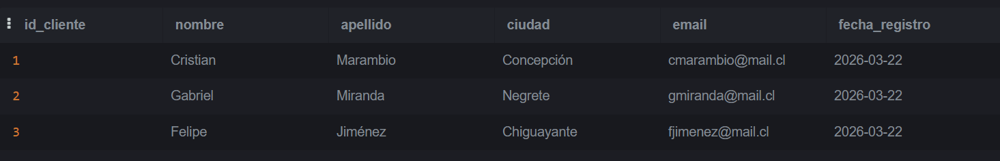 id_cliente nombre apellido ciudad email fecha_registro
1 Cristian Marambio Concepción cmarambio@mail.cl 2026-03-22
2 Gabriel Miranda Negrete gmiranda@mail.cl 2026-03-22
3 Felipe Jiménez Chiguayante fjimenez@mail.cl 2026-03-22